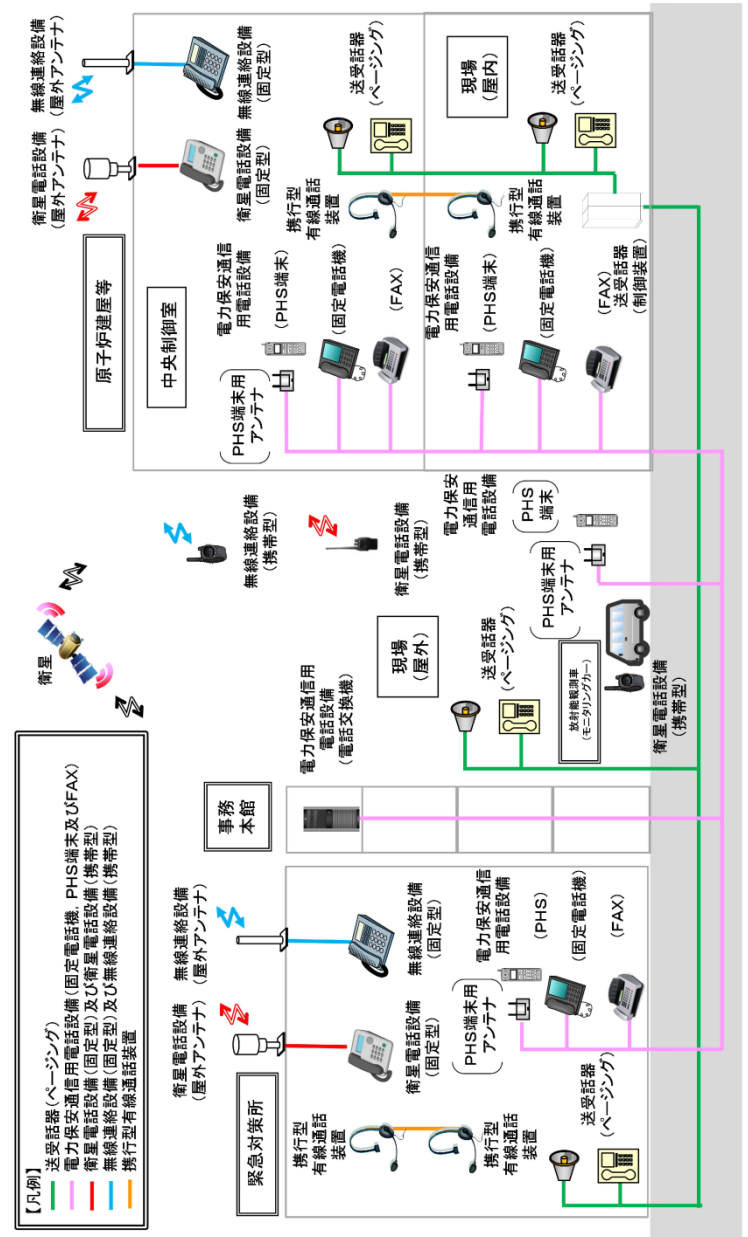 【凡例】
送受話器(ページング)
電力保安通信用電話設備(固定電話機, PHS端末及びFAX)
衛星電話設備(固定型)及び衛星電話設備(携帯型)
無線連絡設備(固定型)及び無線連絡設備(携帯型)
携行型有線通話装置
衛星
緊急対策所
衛星電話設備
(屋外アンテナ)
無線連絡設備
(屋外アンテナ)
携行型
有線通話
装置
衛星電話設備
(固定型)
無線連絡設備
(固定型)
携行型
有線通話
装置
PHS端末用
アンテナ
電力保安通信
用電話設備
(PHS)
(固定電話機)
(FAX)
送受話器
(ページング)
事務
本館
電力保安通信用
電話設備
(電話交換機)
現場
(屋外)
送受話器
(ページング)
放射能観測車
(モニタリングカー)
衛星電話設備
(携帯型)
無線連絡設備
(携帯型)
衛星電話設備
(携帯型)
電力保安
通信用
電話設備
PHS
端末
PHS端末用
アンテナ
原子炉建屋等
衛星電話設備
(屋外アンテナ)
無線連絡設備
(屋外アンテナ)
中央制御室
衛星電話設備
(固定型)
無線連絡設備
(固定型)
PHS端末用
アンテナ
電力保安通信
用電話設備
(PHS端末)
(固定電話機)
(FAX)
携行型
有線通話
装置
送受話器
(ページング)
現場
(屋内)
電力保安通信
用電話設備
(PHS端末)
(固定電話機)
(FAX)
携行型
有線通話
装置
送受話器
(ページング)
送受話器
(制御装置)